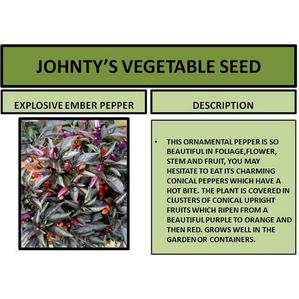 JOHNTY'S VEGETABLE SEED
EXPLOSIVE EMBER PEPPER
DESCRIPTION
• THIS ORNAMENTAL PEPPER IS SO
BEAUTIFUL IN FOLIAGE,FLOWER,
STEM AND FRUIT, YOU MAY
HESITATE TO EAT ITS CHARMING
CONICAL PEPPERS WHICH HAVE A
HOT BITE. THE PLANT IS COVERED IN
CLUSTERS OF CONICAL UPRIGHT
FRUITS WHICH RIPEN FROM A
BEAUTIFUL PURPLE TO ORANGE AND
THEN RED. GROWS WELL IN THE
GARDEN OR CONTAINERS.